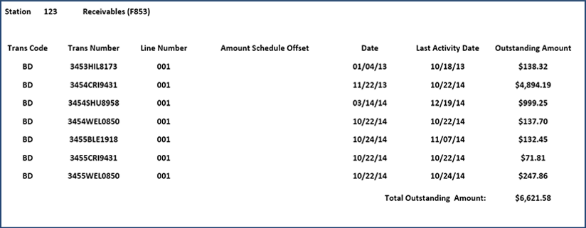 Station 123 Receivables (F853)
Trans Code Trans Number Line Number Amount Schedule Offset Date Last Activity Date Outstanding Amount
BD 3453HIL8173 001 01/04/13 10/18/13 $138.32
BD 3454CRI9431 001 11/22/13 10/22/14 $4,894.19
BD 3454SHU8958 001 03/14/14 12/19/14 $999.25
BD 3454WEL0850 001 10/22/14 10/22/14 $137.70
BD 3455BLE1918 001 10/24/14 11/07/14 $132.45
BD 3455CRI9431 001 10/22/14 10/22/14 $71.81
BD 3455WEL0850 001 10/22/14 10/24/14 $247.86
Total Outstanding Amount: $6,621.58